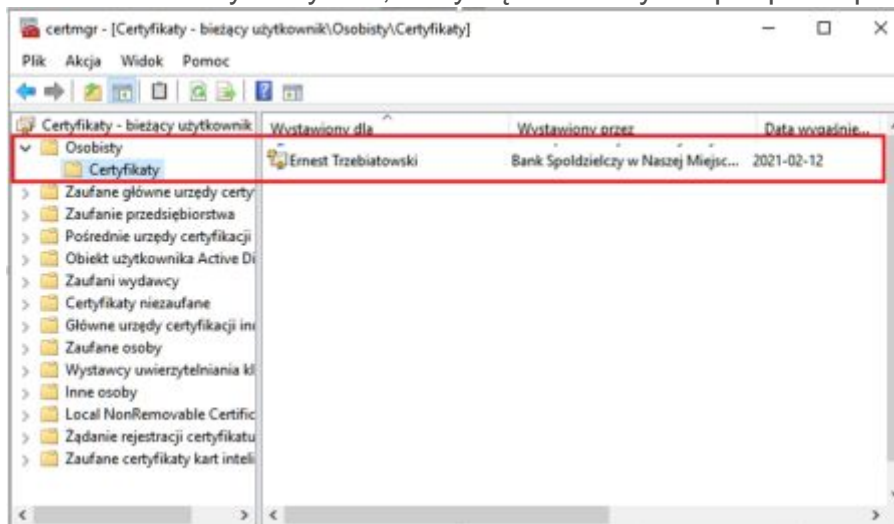 certmgr - [Certyfikaty - bieżący użytkownik\Osobisty\Certyfikaty]
Plik Akcja Widok Pomoc
Certyfikaty - bieżący użytkownik
Osobisty
Certyfikaty
Zaufane główne urzędy certy
Zaufanie przedsiębiorstwa
Pośrednie urzędy certyfikacji
Obiekt użytkownika Active Di
Zaufani wydawcy
Certyfikaty niezaufane
Główne urzędy certyfikacji in
Zaufane osoby
Wystawcy uwierzytelniania kl
Inne osoby
Local NonRemovable Certific
Żądanie rejestracji certyfikatu
Zaufane certyfikaty kart inteli
Wystawiony dla Wystawiony przez Data wygaśnie...
Ernest Trzebiatowski Bank Spoldzielczy w Naszej Miejsc... 2021-02-12